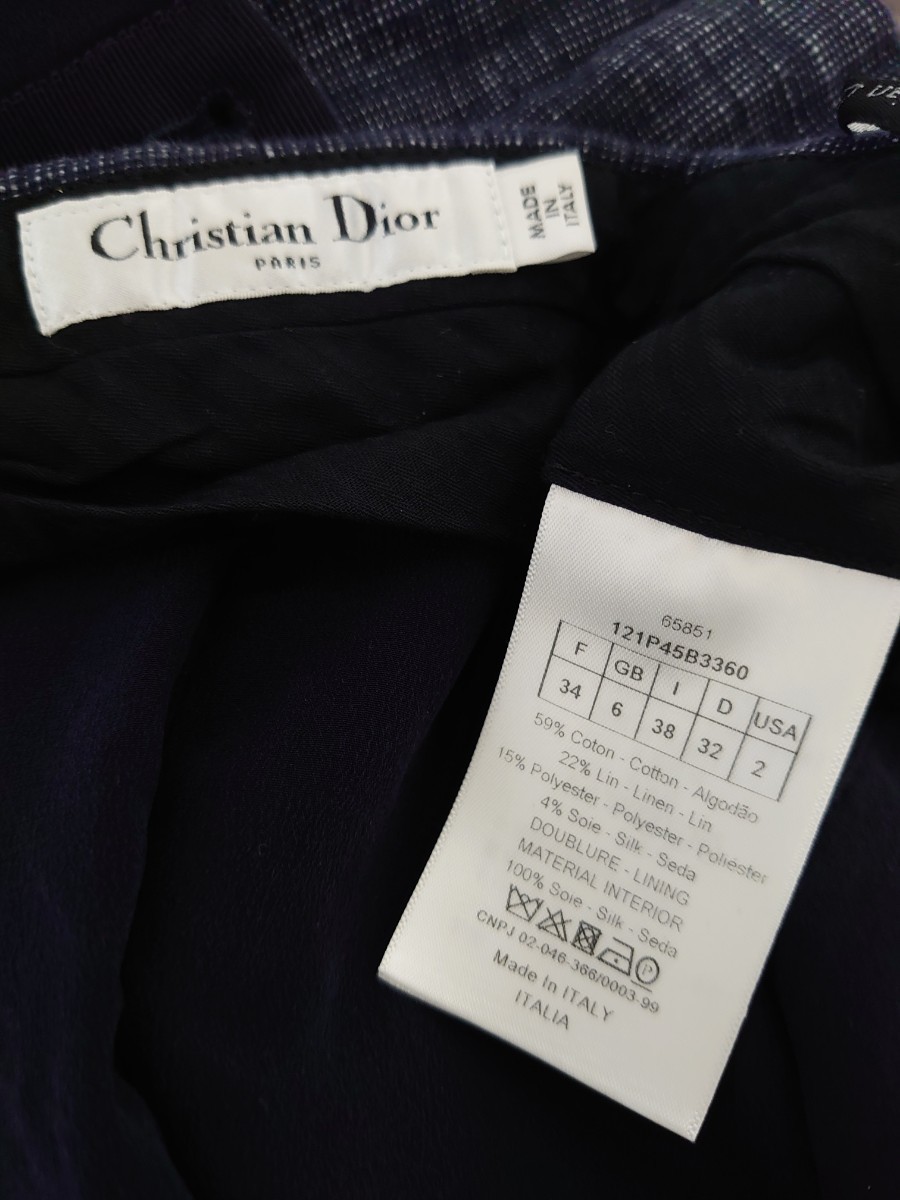 Christian Dior
PARIS
MADE
IN
ITALY
65851
121P45B3360
F GB I D USA
34 6 38 32 2
59% Coton - Cotton - Algodão
22% Lin - Linen - Lin
15% Polyester - Polyester - Poliéster
4% Soie - Silk - Seda
DOUBLURE - LINING
MATERIAL INTERIOR
100% Soie - Silk - Seda
P
CNPJ 02-046-366/0003-99
Made In ITALY
ITALIA